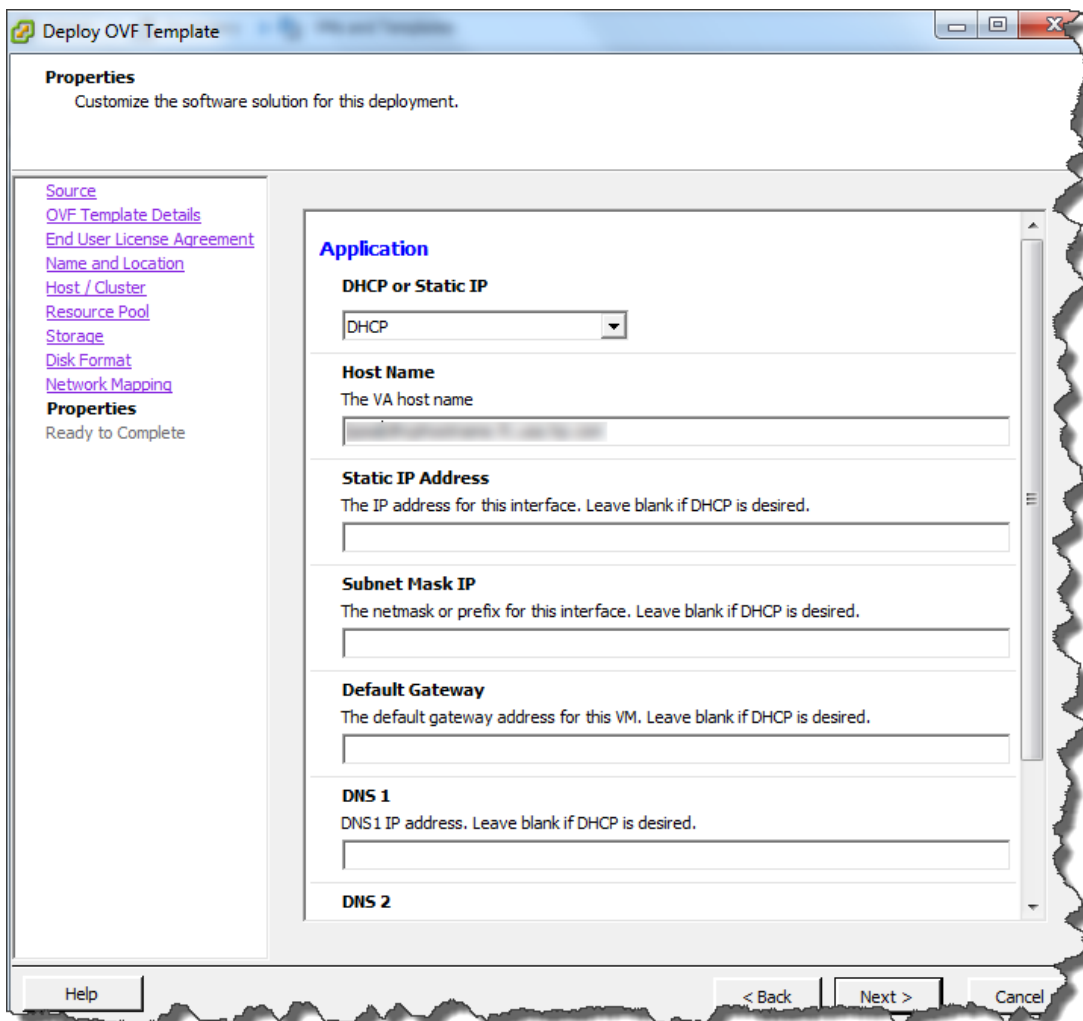 Deploy OVF Template
Properties
Customize the software solution for this deployment.
Source
OVF Template Details
End User License Agreement
Name and Location
Host / Cluster
Resource Pool
Storage
Disk Format
Network Mapping
Properties
Ready to Complete
Application
DHCP or Static IP
DHCP
Host Name
The VA host name
Static IP Address
The IP address for this interface. Leave blank if DHCP is desired.
Subnet Mask IP
The netmask or prefix for this interface. Leave blank if DHCP is desired.
Default Gateway
The default gateway address for this VM. Leave blank if DHCP is desired.
DNS 1
DNS1 IP address. Leave blank if DHCP is desired.
DNS 2
Help
< Back
Next >
Cancel